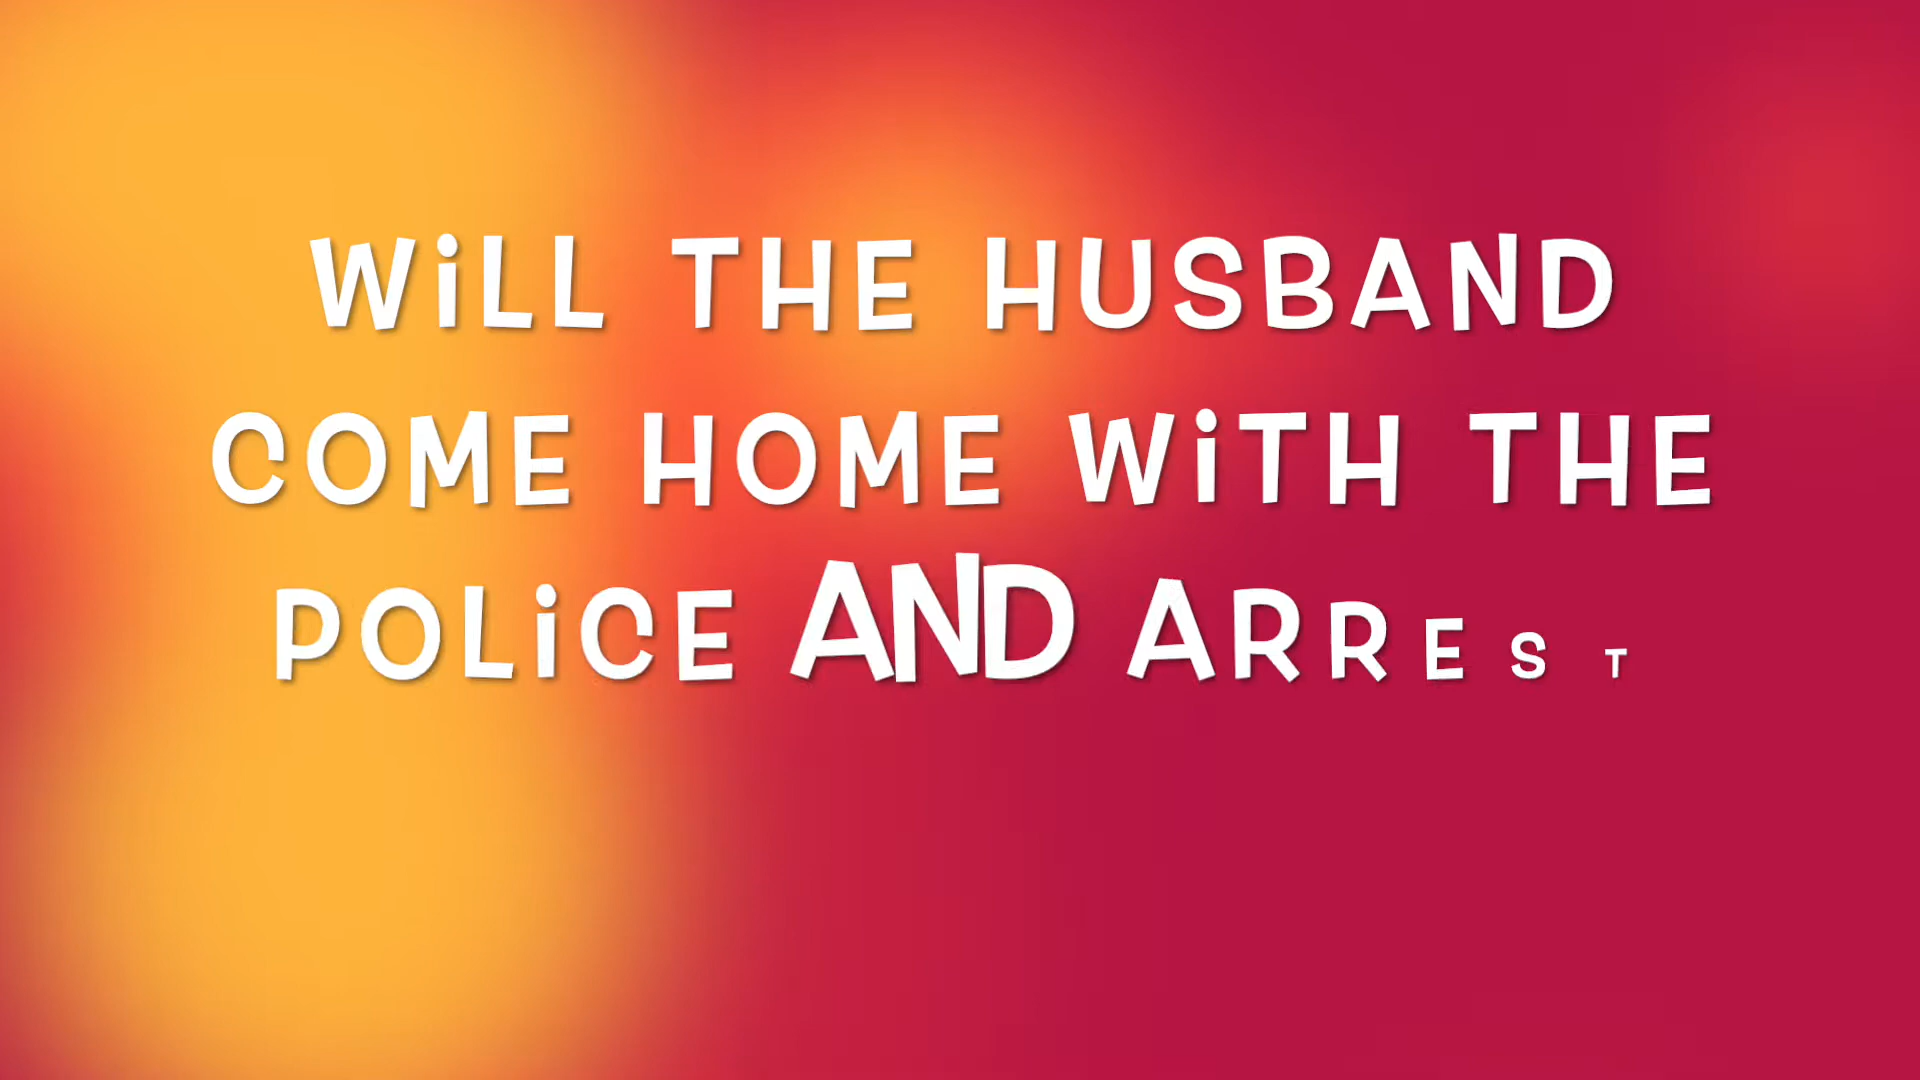 WiLL THE HUSBAND
COME HOME WiTH THE
POLiCE AND ARREST